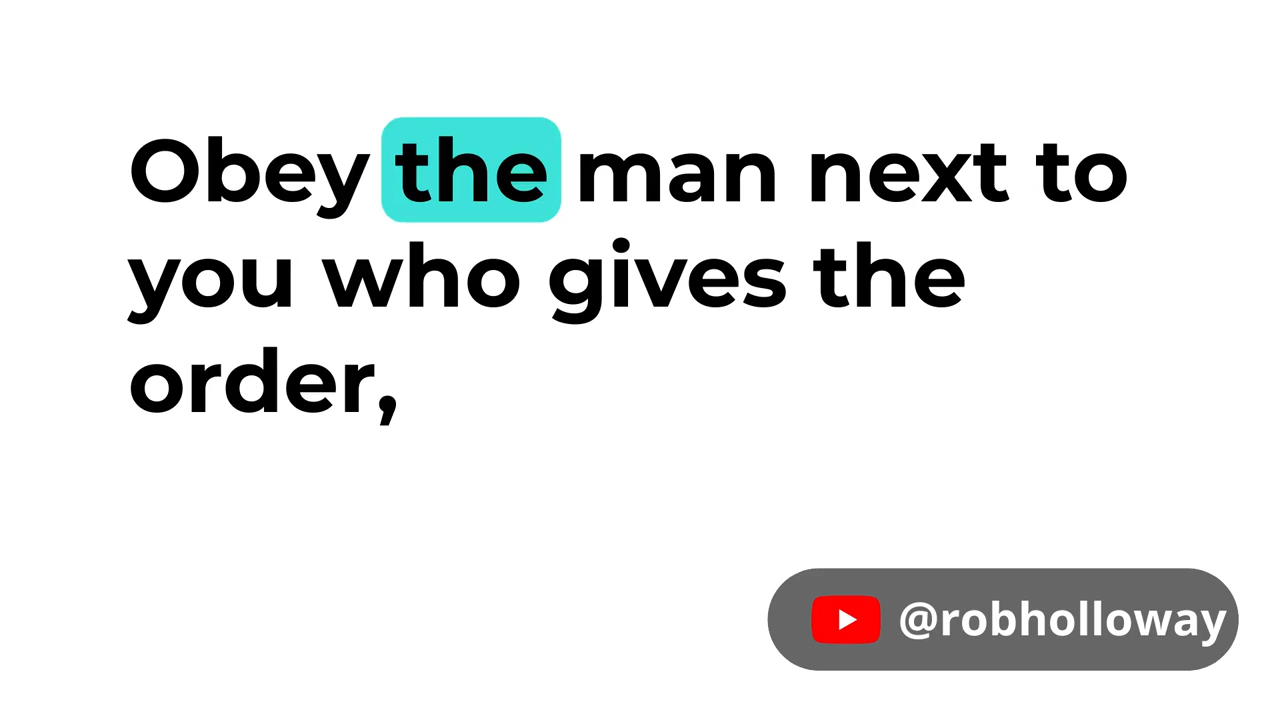 Obey the man next to
you who gives the
order,
@robholloway